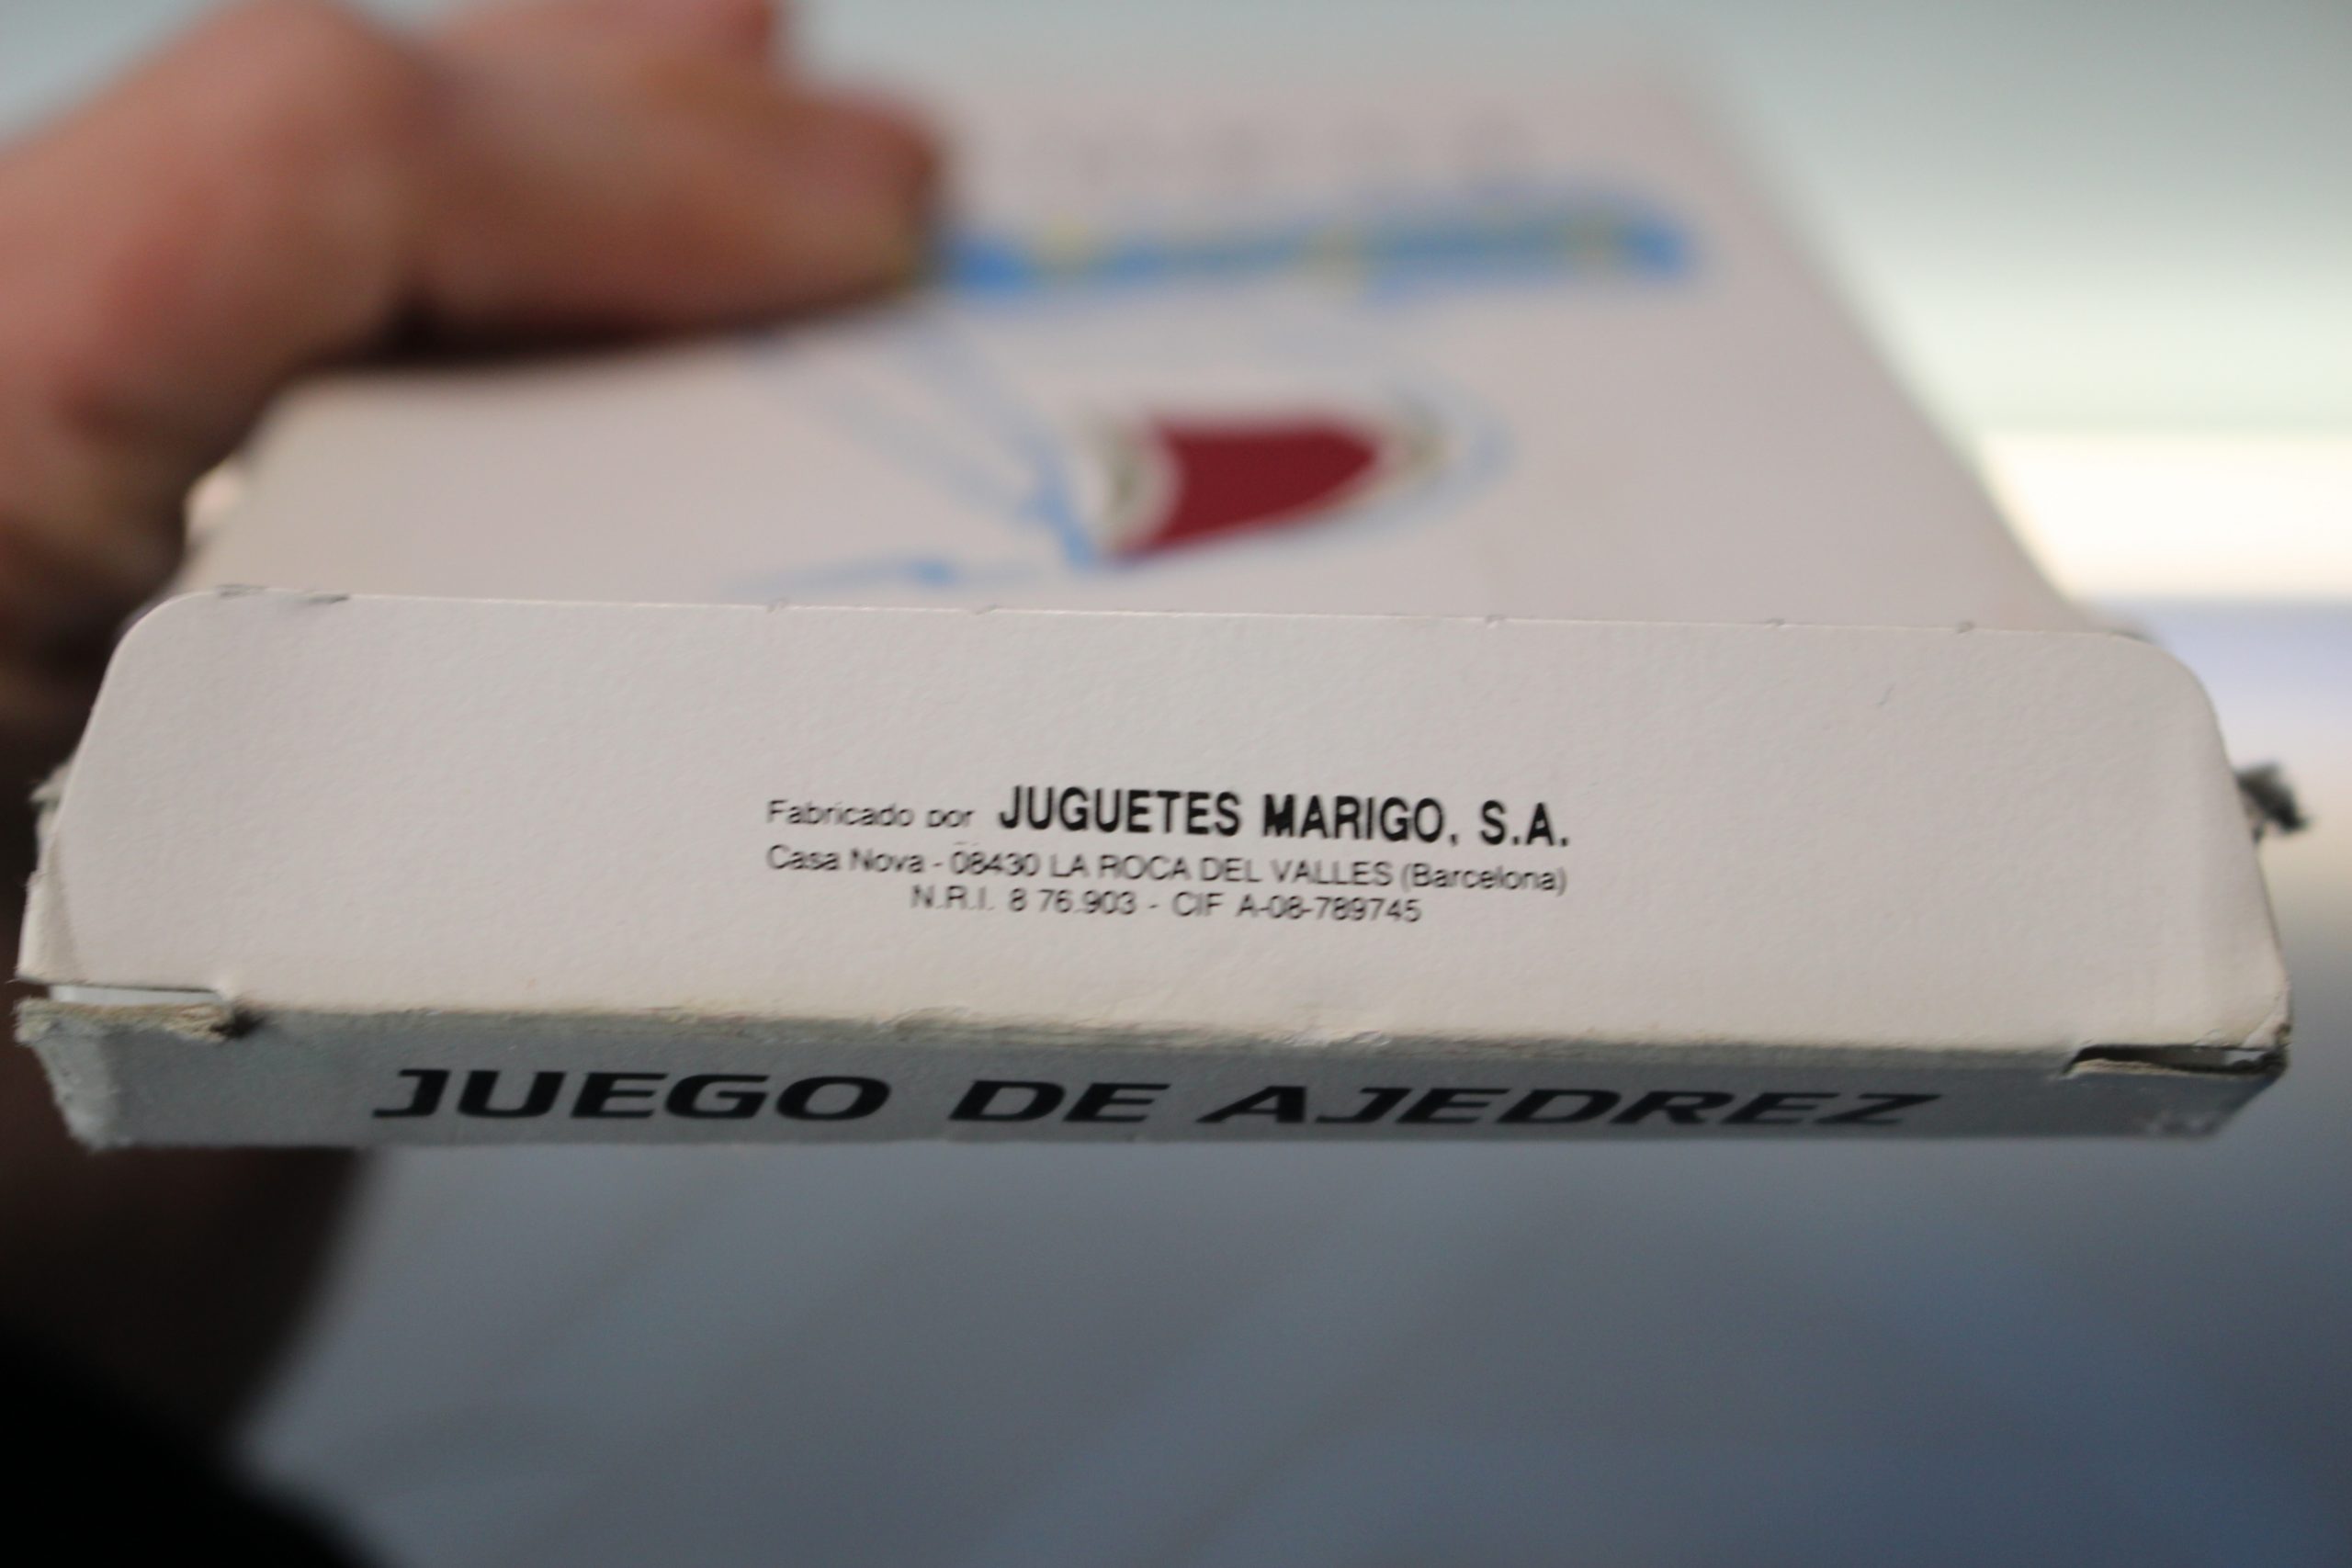 Fabricado por JUGUETES MARIGO, S.A.
Casa Nova - 08430 LA ROCA DEL VALLES (Barcelona)
N.R.I. 8 76.903 - CIF A-08-789745
JUEGO DE AJEDREZ